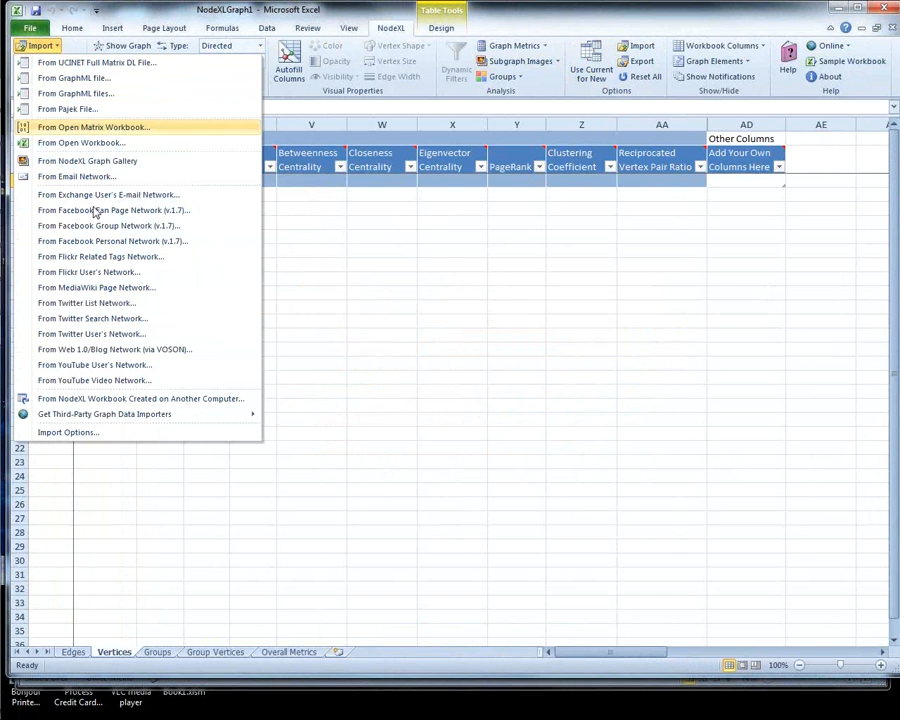 NodeXLGraph1 - Microsoft Excel
Table Tools
File Home Insert Page Layout Formulas Data Review View NodeXL Design
Import
Show Graph
Type: Directed
Autofill Columns
Color
Opacity
Visual Properties
Vertex Shape
Vertex Size
Edge Width
Dynamic Filters
Graph Metrics
Subgraph Images
Groups
Analysis
Use Current for New
Import
Export
Reset All
Options
Workbook Columns
Graph Elements
Show/Hide
Help
Online
Sample Workbook
About
Help
From UCINET Full Matrix DL File...
From GraphML file...
From GraphML files...
From Pajek File...
From Open Matrix Workbook...
From Open Workbook...
From NodeXL Graph Gallery
From Email Network...
From Exchange User's E-mail Network...
From Facebook Fan Page Network (v.1.7)...
From Facebook Group Network (v.1.7)...
From Facebook Personal Network (v.1.7)...
From Flickr Related Tags Network...
From Flickr User's Network...
From MediaWiki Page Network...
From Twitter List Network...
From Twitter Search Network...
From Twitter User's Network...
From Web 1.0/Blog Network (via VOSON)...
From YouTube User's Network...
From YouTube Video Network...
From NodeXL Workbook Created on Another Computer...
Get Third-Party Graph Data Importers
Import Options...
V W X Y Z AA AD AE
Other Columns
Betweenness Centrality
Closeness Centrality
Eigenvector Centrality
PageRank
Clustering Coefficient
Reciprocated Vertex Pair Ratio
Add Your Own Columns Here
22
23
24
25
26
27
28
29
30
31
32
33
34
35
36
Edges Vertices Groups Group Vertices Overall Metrics
Ready
100%
Bonjour Printe...
Process Credit Card...
VLC media player
Book1.xlsm